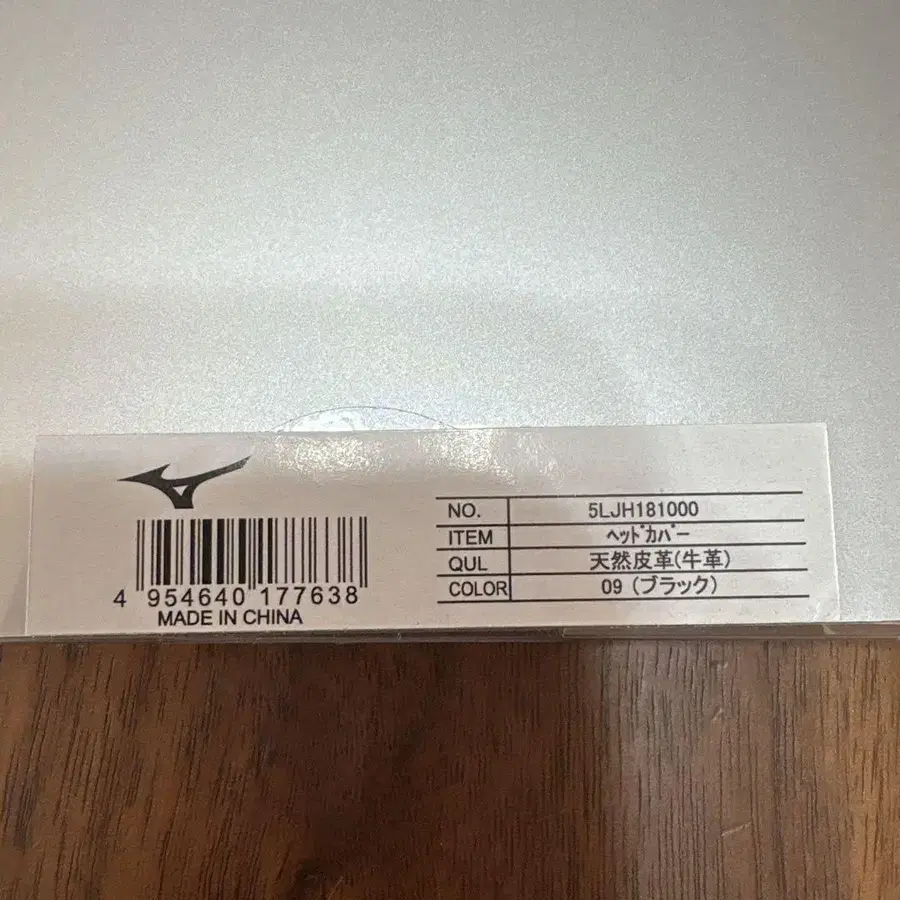 4 954640 177638
MADE IN CHINA
NO. 5LJH181000
ITEM ﾍｯﾄﾞｶﾊﾞｰ
QUL 天然皮革(牛革)
COLOR 09 (ブラック)